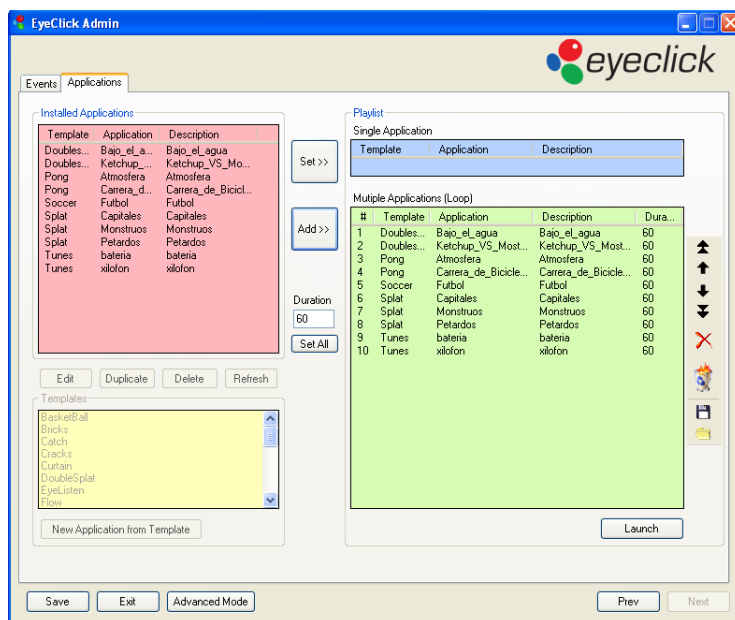 EyeClick Admin
eyeclick
Events Applications
Installed Applications
Template Application Description
Doubles... Bajo_el_a... Bajo_el_agua
Doubles... Ketchup_... Ketchup_VS_Mo...
Pong Atmosfera Atmosfera
Pong Carrera_d... Carrera_de_Bicicl...
Soccer Futbol Futbol
Splat Capitales Capitales
Splat Monstruos Monstruos
Splat Petardos Petardos
Tunes bateria bateria
Tunes xilofon xilofon
Edit Duplicate Delete Refresh
Templates
BasketBall
Bricks
Catch
Cracks
Curtain
DoubleSplat
EyeListen
Flow
New Application from Template
Set >>
Add >>
Duration
60
Set All
Playlist
Single Application
Template Application Description
Mutiple Applications (Loop)
# Template Application Description Dura...
1 Doubles... Bajo_el_agua Bajo_el_agua 60
2 Doubles... Ketchup_VS_Most... Ketchup_VS_Most... 60
3 Pong Atmosfera Atmosfera 60
4 Pong Carrera_de_Bicicle... Carrera_de_Bicicle... 60
5 Soccer Futbol Futbol 60
6 Splat Capitales Capitales 60
7 Splat Monstruos Monstruos 60
8 Splat Petardos Petardos 60
9 Tunes bateria bateria 60
10 Tunes xilofon xilofon 60
Launch
Save Exit Advanced Mode Prev Next